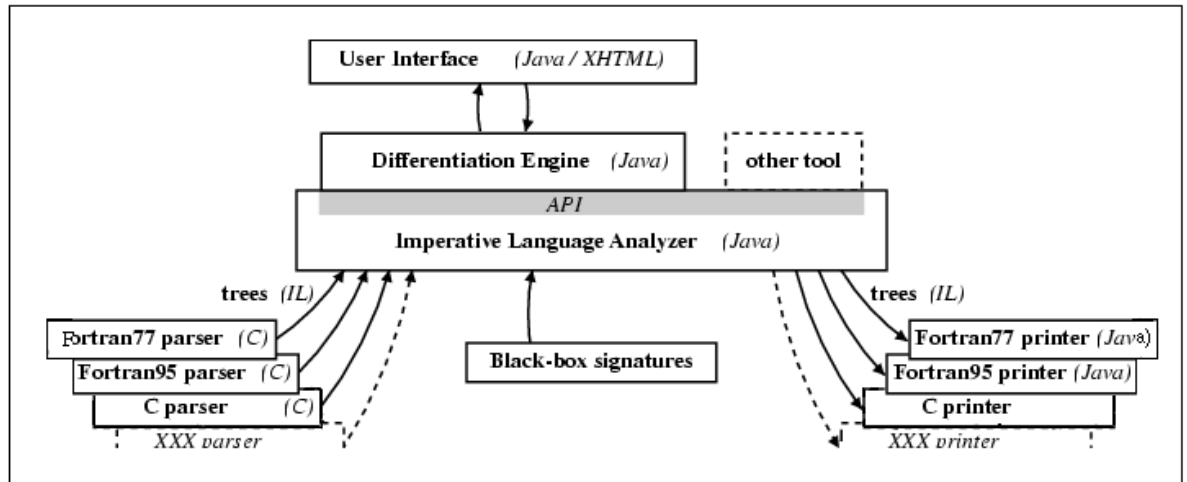 User Interface (Java / XHTML)
Differentiation Engine (Java)
other tool
API
Imperative Language Analyzer (Java)
trees (IL)
trees (IL)
Fortran77 parser (C)
Fortran77 printer (Java)
Black-box signatures
Fortran95 parser (C)
Fortran95 printer (Java)
C parser (C)
C printer
XXX parser
XXX printer